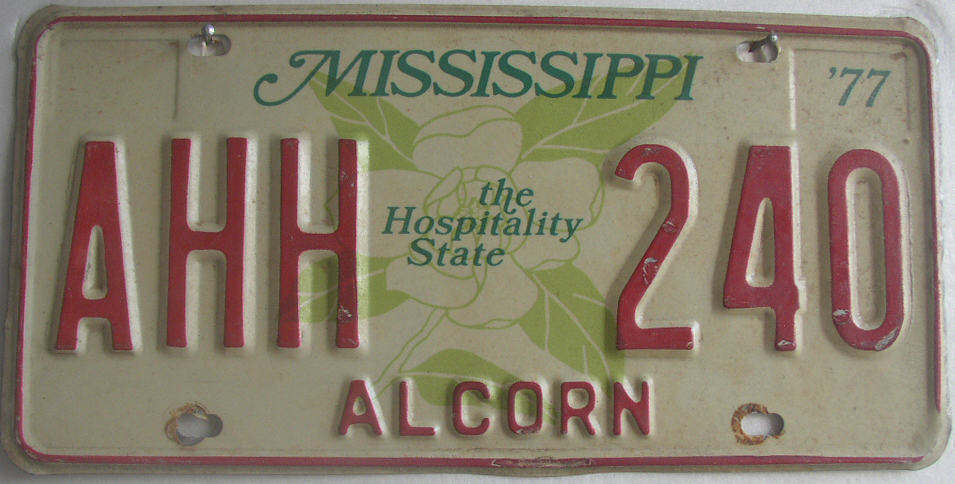 MISSISSIPPI '77
AHH 240
the
Hospitality
State
ALCORN